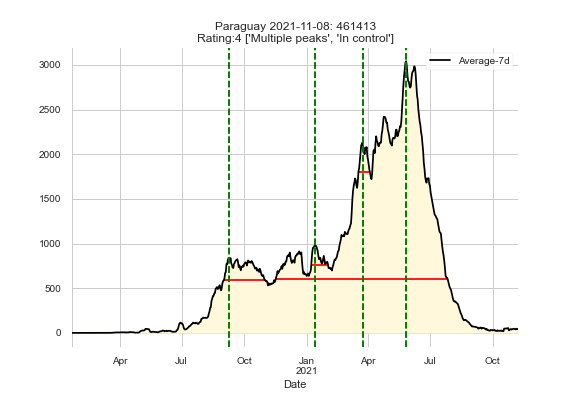 Paraguay 2021-11-08: 461413
Rating:4 ['Multiple peaks', 'In control']
Average-7d
3000
2500
2000
1500
1000
500
0
Apr Jul Oct Jan Apr Jul Oct
2021
Date